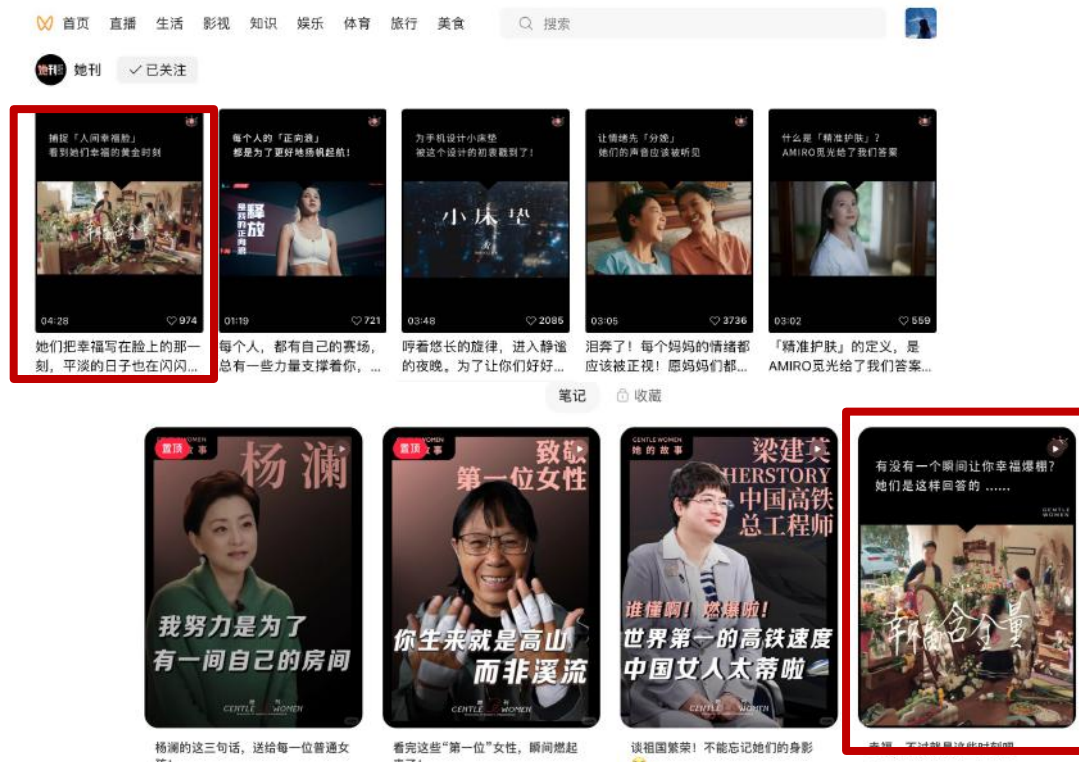 首页 直播 生活 影视 知识 娱乐 体育 旅行 美食 搜索
她刊 她刊 已关注
捕捉「人间幸福脸」
看到她们幸福的黄金时刻
幸福含金量
04:28 974
她们把幸福写在脸上的那一
刻，平淡的日子也在闪闪...
每个人的「正向浪」
都是为了更好地扬帆起航！
释放
是我的正向浪
01:19 721
每个人，都有自己的赛场，
总有一些力量支撑着你，...
为手机设计小床垫
被这个设计的初衷戳到了！
小床垫
03:48 2085
哼着悠长的旋律，进入静谧
的夜晚。为了让你们好好...
让情绪先「分娩」
她们的声音应该被听见
03:05 3736
泪奔了！每个妈妈的情绪都
应该被正视！愿妈妈们都...
什么是「精准护肤」？
AMIRO觅光给了我们答案
03:02 559
「精准护肤」的定义，是
AMIRO觅光给了我们答案...
笔记 收藏
置顶
故事
杨澜
我努力是为了
有一间自己的房间
GENTLE WOMEN
杨澜的这三句话，送给每一位普通女
置顶
故事
致敬
第一位女性
你生来就是高山
而非溪流
GENTLE WOMEN
看完这些“第一位”女性，瞬间燃起
来了！
GENTLE WOMEN
她的故事
梁建英
HERSTORY
中国高铁
总工程师
谁懂啊！燃爆啦！
世界第一的高铁速度
中国女人太蒂啦
GENTLE WOMEN
谈祖国繁荣！不能忘记她们的身影
有没有一个瞬间让你幸福爆棚？
她们是这样回答的 ......
GENTLE
WOMEN
幸福含金量